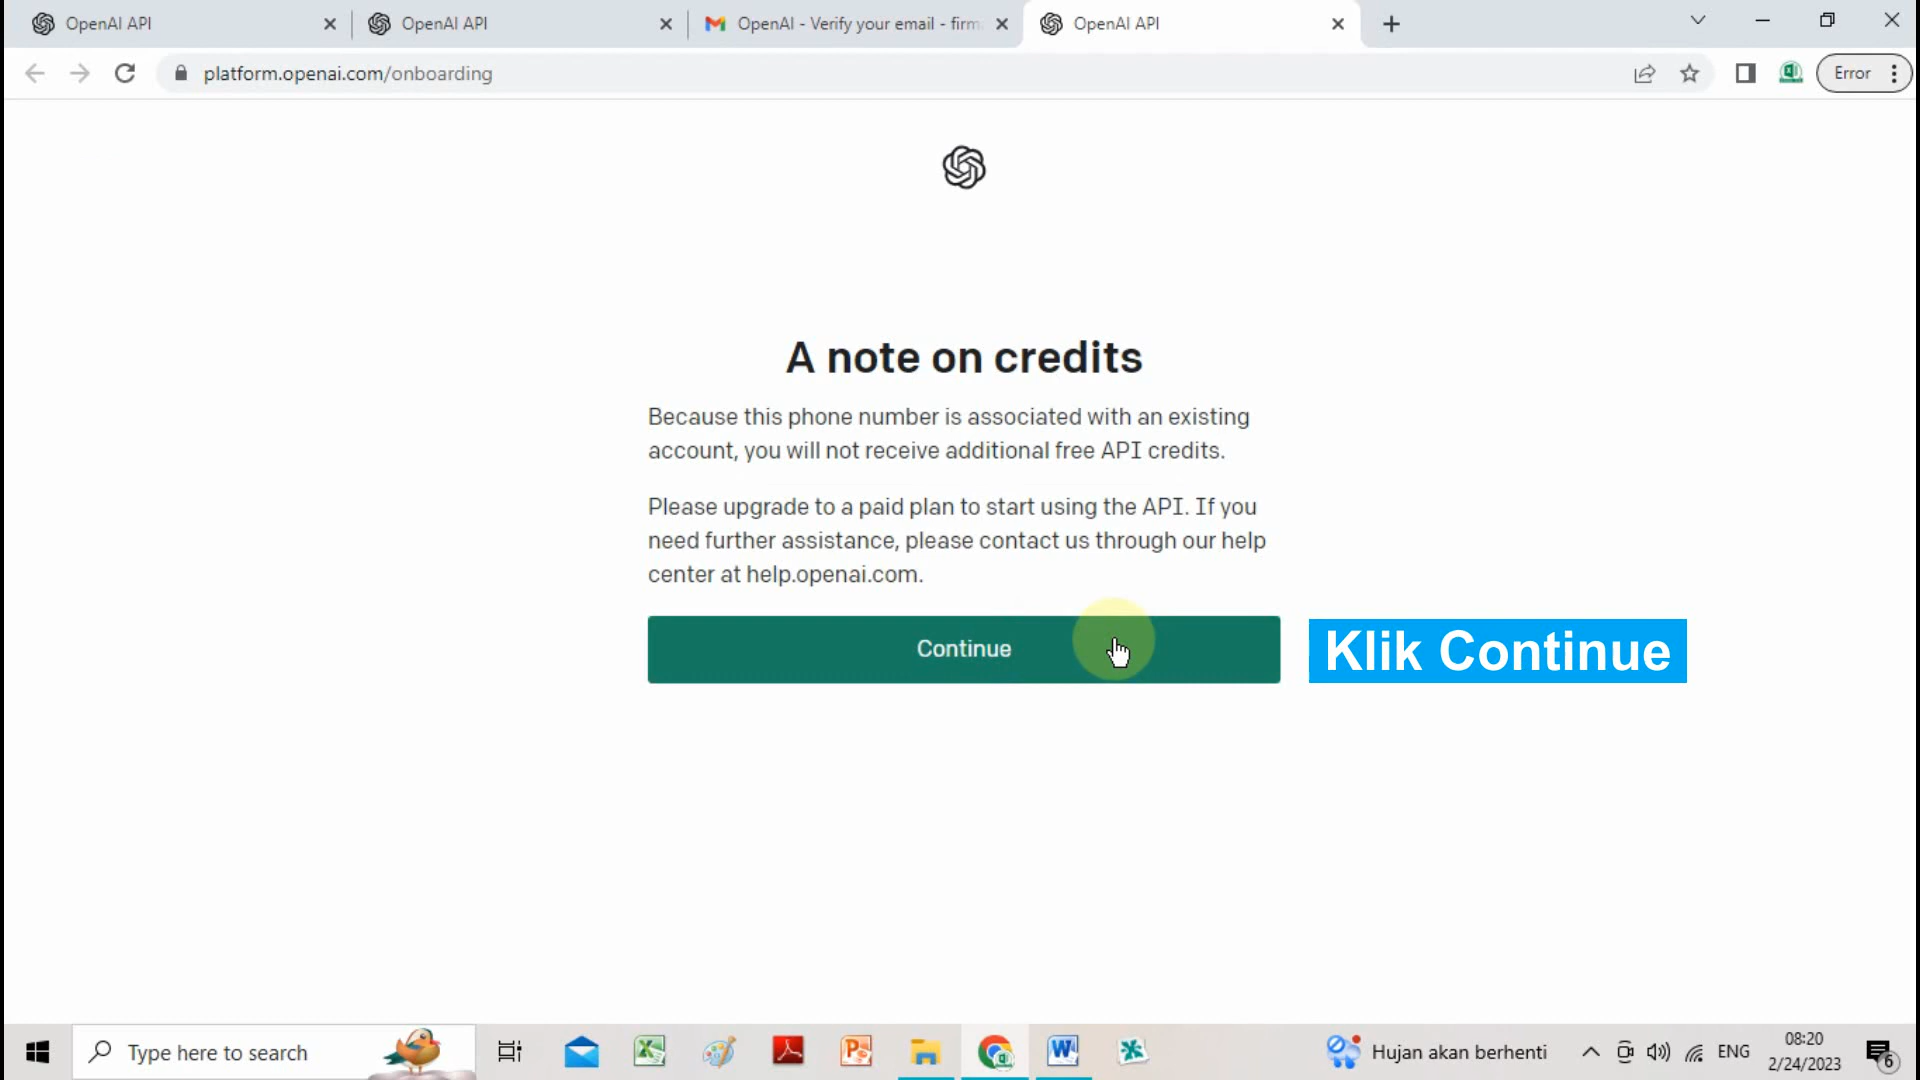 OpenAI API
OpenAI API
OpenAI - Verify your email - firm
OpenAI API
platform.openai.com/onboarding
Error
A note on credits
Because this phone number is associated with an existing
account, you will not receive additional free API credits.
Please upgrade to a paid plan to start using the API. If you
need further assistance, please contact us through our help
center at help.openai.com.
Continue
Klik Continue
Type here to search
Hujan akan berhenti
ENG
08:20
2/24/2023
6